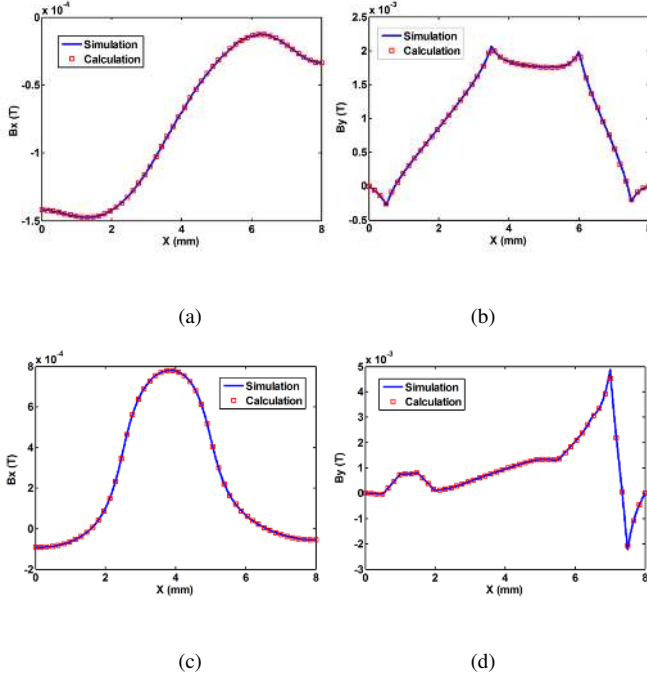 x 10⁻⁴
0
-0.5
-1
-1.5
Bx (T)
0 2 4 6 8
X (mm)
Simulation
Calculation
(a)
x 10⁻³
2.5
2
1.5
1
0.5
0
-0.5
By (T)
0 2 4 6 8
X (mm)
Simulation
Calculation
(b)
x 10⁻⁴
8
6
4
2
0
-2
Bx (T)
0 2 4 6 8
X (mm)
Simulation
Calculation
(c)
x 10⁻³
5
4
3
2
1
0
-1
-2
-3
By (T)
0 2 4 6 8
X (mm)
Simulation
Calculation
(d)